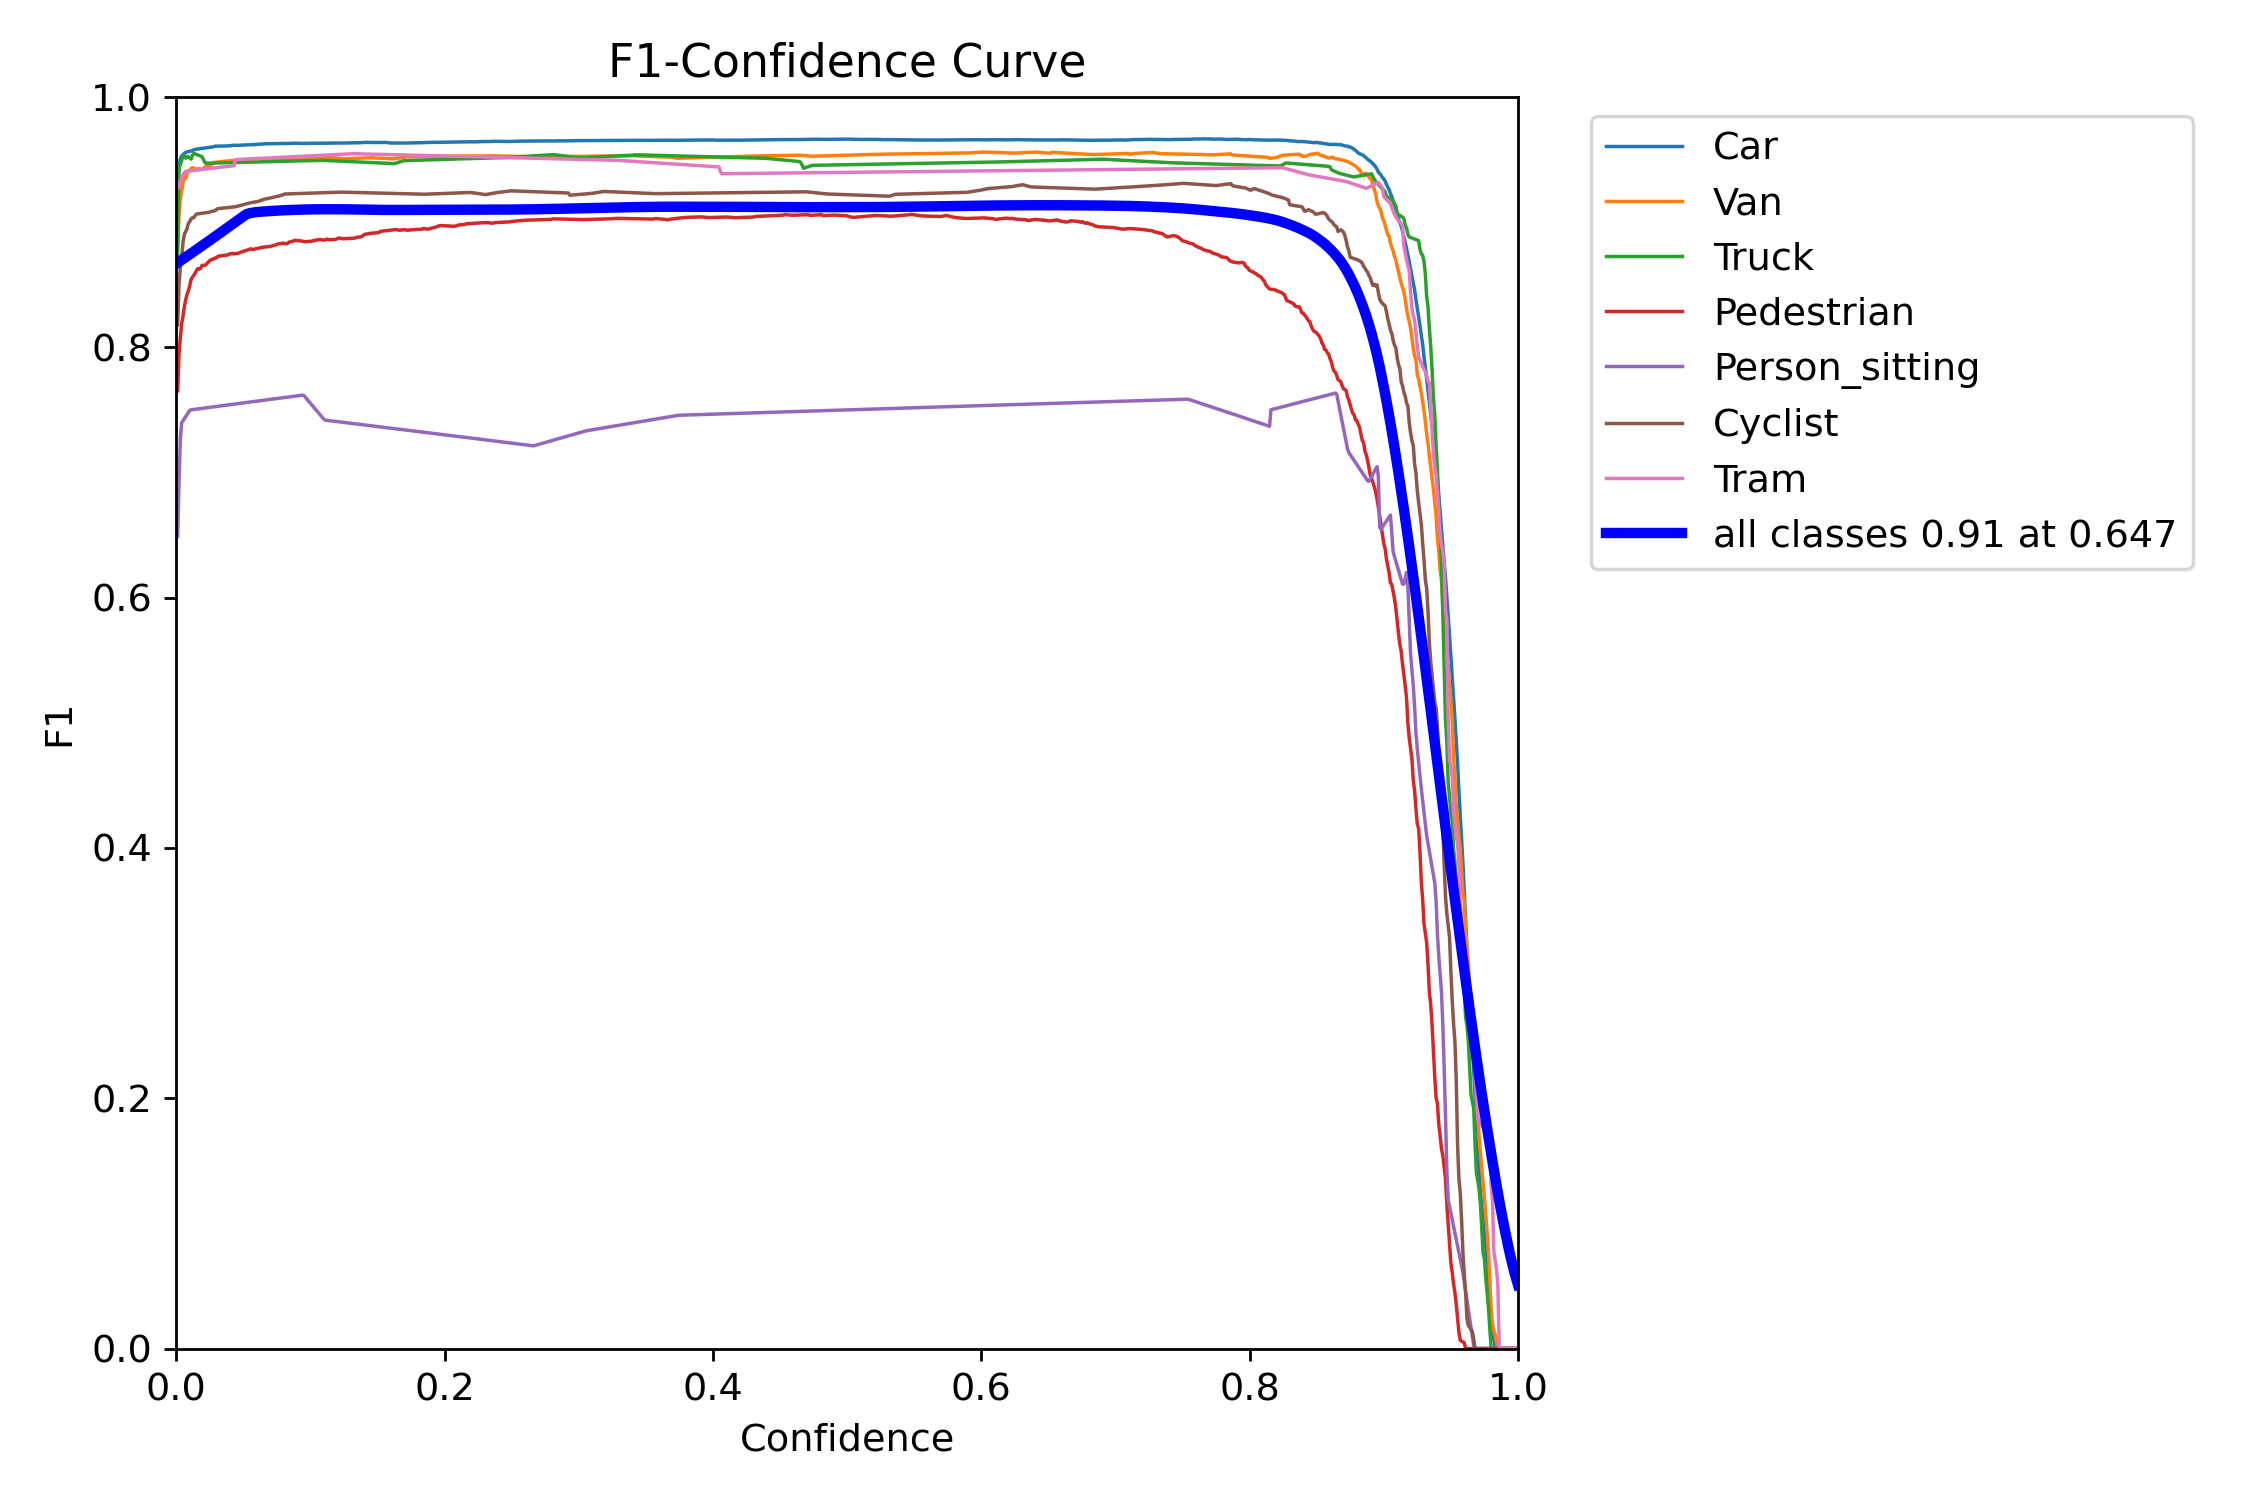 F1-Confidence Curve
1.0
0.8
0.6
0.4
0.2
0.0
F1
0.0 0.2 0.4 0.6 0.8 1.0
Confidence
Car
Van
Truck
Pedestrian
Person_sitting
Cyclist
Tram
all classes 0.91 at 0.647